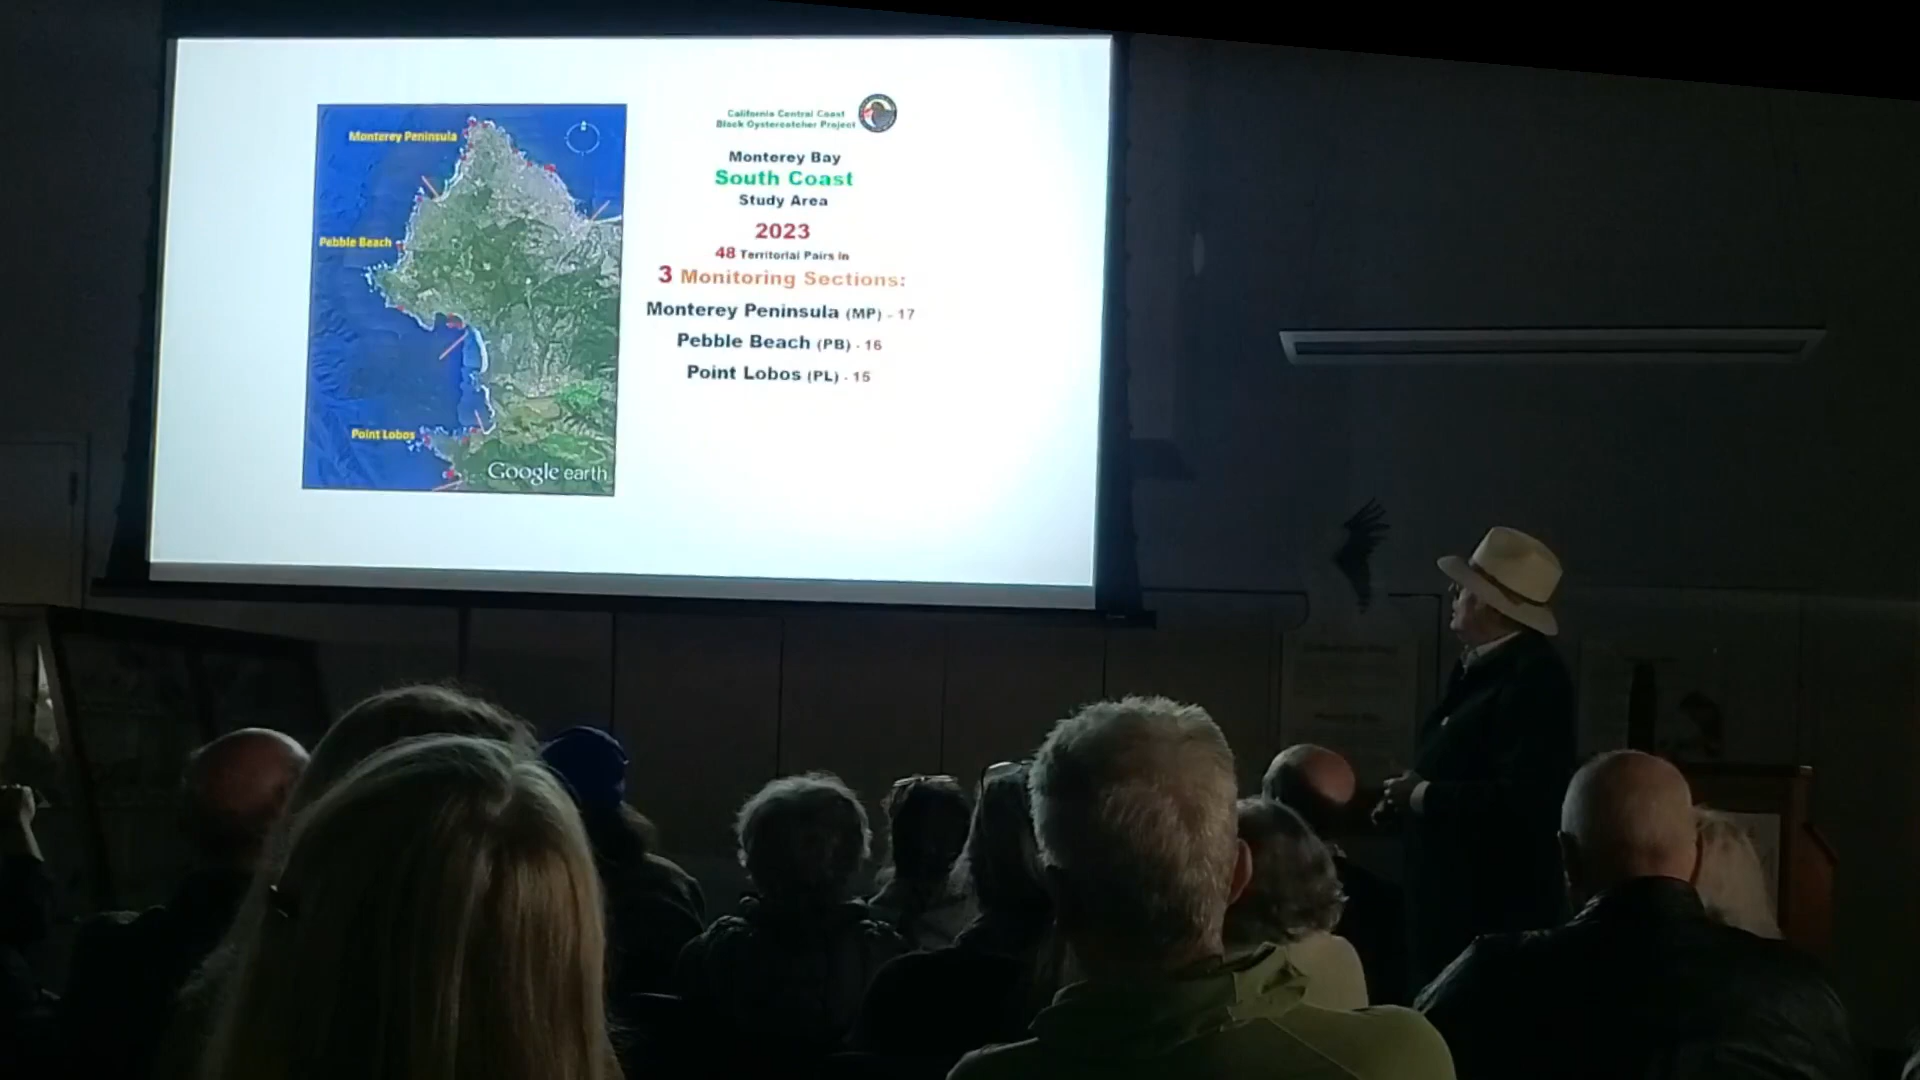 Monterey Peninsula
Pebble Beach
Point Lobos
Google earth
California Central Coast
Black Oystercatcher Project
Monterey Bay
South Coast
Study Area
2023
48 Territorial Pairs in
3 Monitoring Sections:
Monterey Peninsula (MP) - 17
Pebble Beach (PB) - 16
Point Lobos (PL) - 15